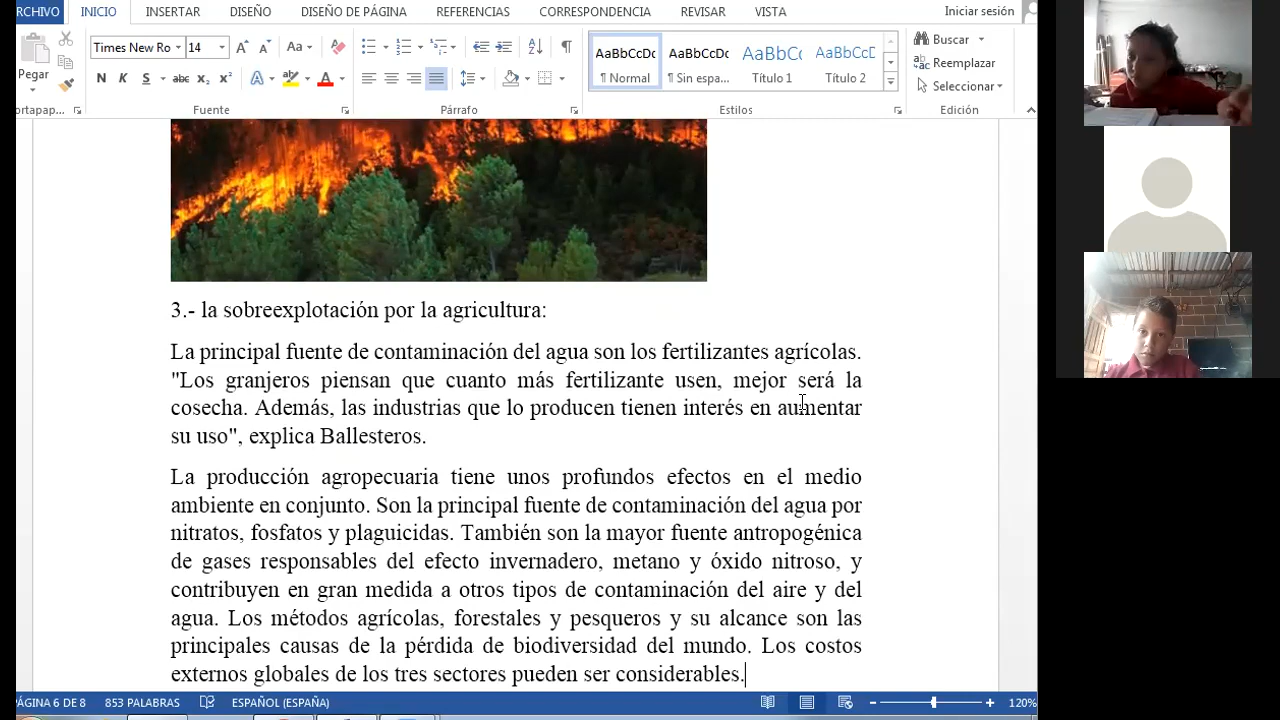 ARCHIVO INICIO INSERTAR DISEÑO DISEÑO DE PÁGINA REFERENCIAS CORRESPONDENCIA REVISAR VISTA Iniciar sesión
Pegar
Times New Ro 14 Aa
N K S abc x₂ x² A A
AaBbCcDc AaBbCcDc AaBbCc AaBbCcD
¶ Normal ¶ Sin espa... Título 1 Título 2
Buscar
Reemplazar
Seleccionar
ortapap... Fuente Párrafo Estilos Edición
3.- la sobreexplotación por la agricultura:
La principal fuente de contaminación del agua son los fertilizantes agrícolas.
"Los granjeros piensan que cuanto más fertilizante usen, mejor será la
cosecha. Además, las industrias que lo producen tienen interés en aumentar
su uso", explica Ballesteros.
La producción agropecuaria tiene unos profundos efectos en el medio
ambiente en conjunto. Son la principal fuente de contaminación del agua por
nitratos, fosfatos y plaguicidas. También son la mayor fuente antropogénica
de gases responsables del efecto invernadero, metano y óxido nitroso, y
contribuyen en gran medida a otros tipos de contaminación del aire y del
agua. Los métodos agrícolas, forestales y pesqueros y su alcance son las
principales causas de la pérdida de biodiversidad del mundo. Los costos
externos globales de los tres sectores pueden ser considerables.
PÁGINA 6 DE 8 853 PALABRAS ESPAÑOL (ESPAÑA) 120%